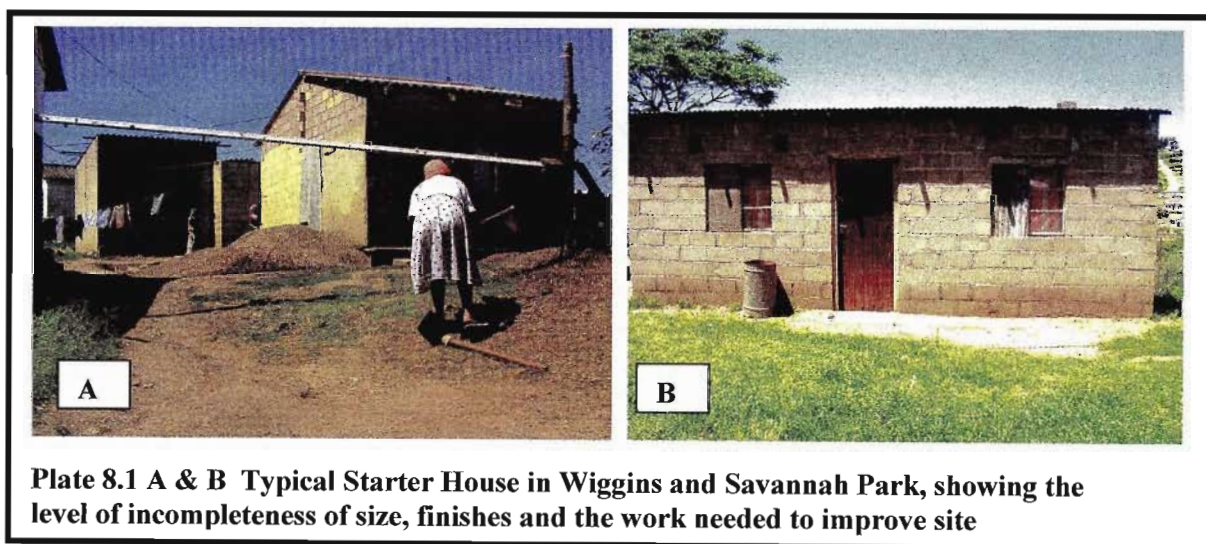 A
B
Plate 8.1 A & B Typical Starter House in Wiggins and Savannah Park, showing the
level of incompleteness of size, finishes and the work needed to improve site